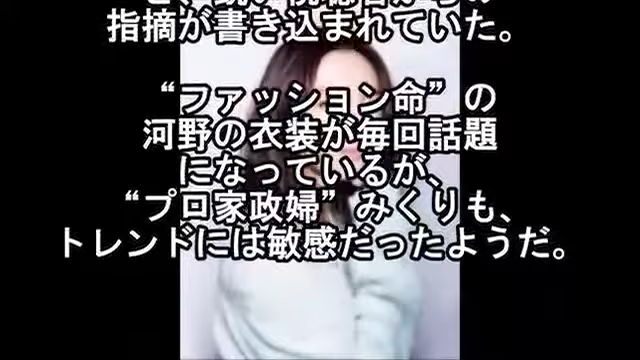 指摘が書き込まれていた。
“ファッション命”の
河野の衣装が毎回話題
になっているが、
“プロ家政婦”みくりも、
トレンドには敏感だったようだ。